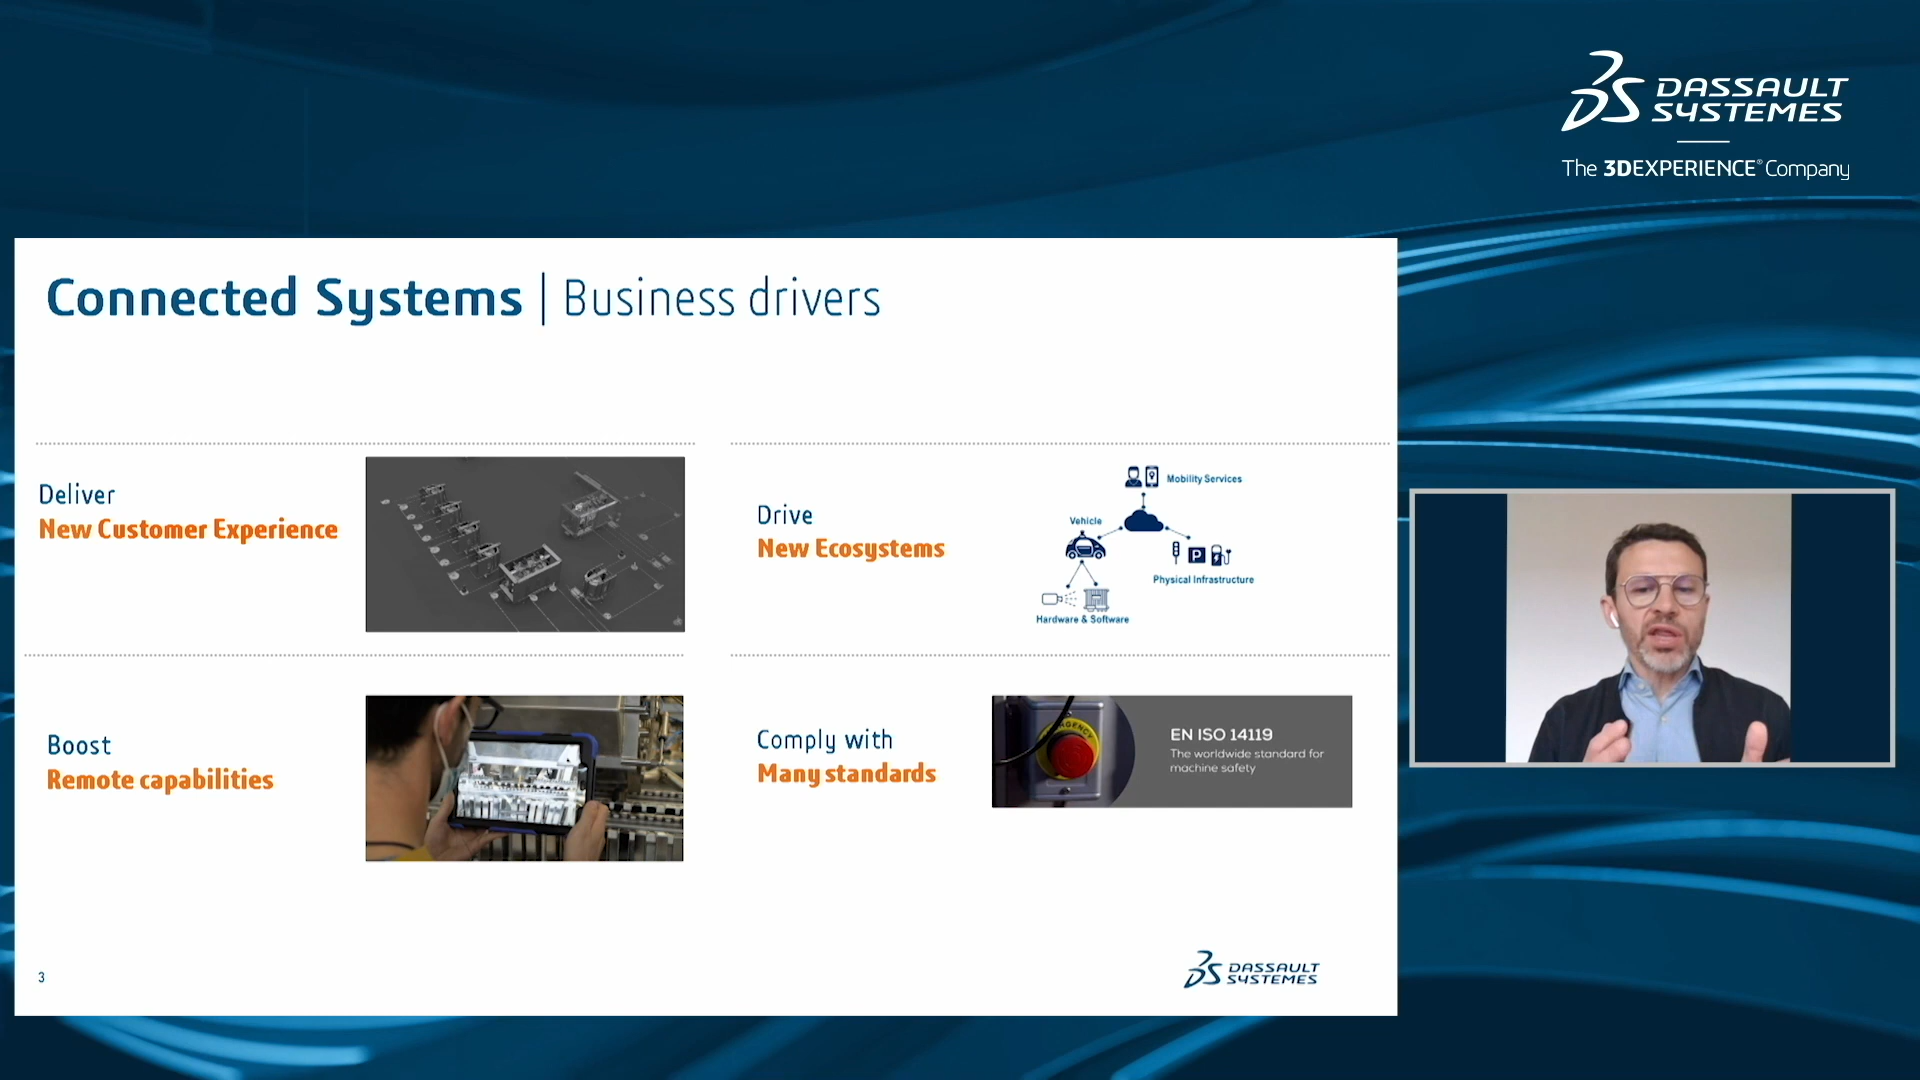 DASSAULT
SYSTEMES
The 3DEXPERIENCE® Company
Connected Systems | Business drivers
Deliver
New Customer Experience
Drive
New Ecosystems
Mobility Services
Vehicle
P
Physical Infrastructure
Hardware & Software
Boost
Remote capabilities
Comply with
Many standards
EN ISO 14119
The worldwide standard for
machine safety
3
DASSAULT
SYSTEMES